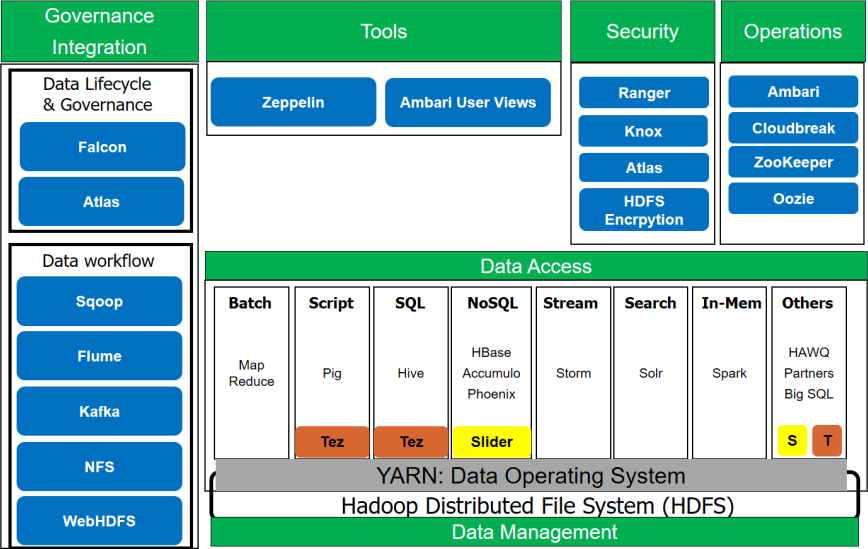 Governance
Integration
Data Lifecycle
& Governance
Falcon
Atlas
Data workflow
Sqoop
Flume
Kafka
NFS
WebHDFS
Tools
Zeppelin
Ambari User Views
Security
Ranger
Knox
Atlas
HDFS
Encrpytion
Operations
Ambari
Cloudbreak
ZooKeeper
Oozie
Data Access
Batch
Map
Reduce
Script
Pig
Tez
SQL
Hive
Tez
NoSQL
HBase
Accumulo
Phoenix
Slider
Stream
Storm
Search
Solr
In-Mem
Spark
Others
HAWQ
Partners
Big SQL
S
T
YARN: Data Operating System
Hadoop Distributed File System (HDFS)
Data Management